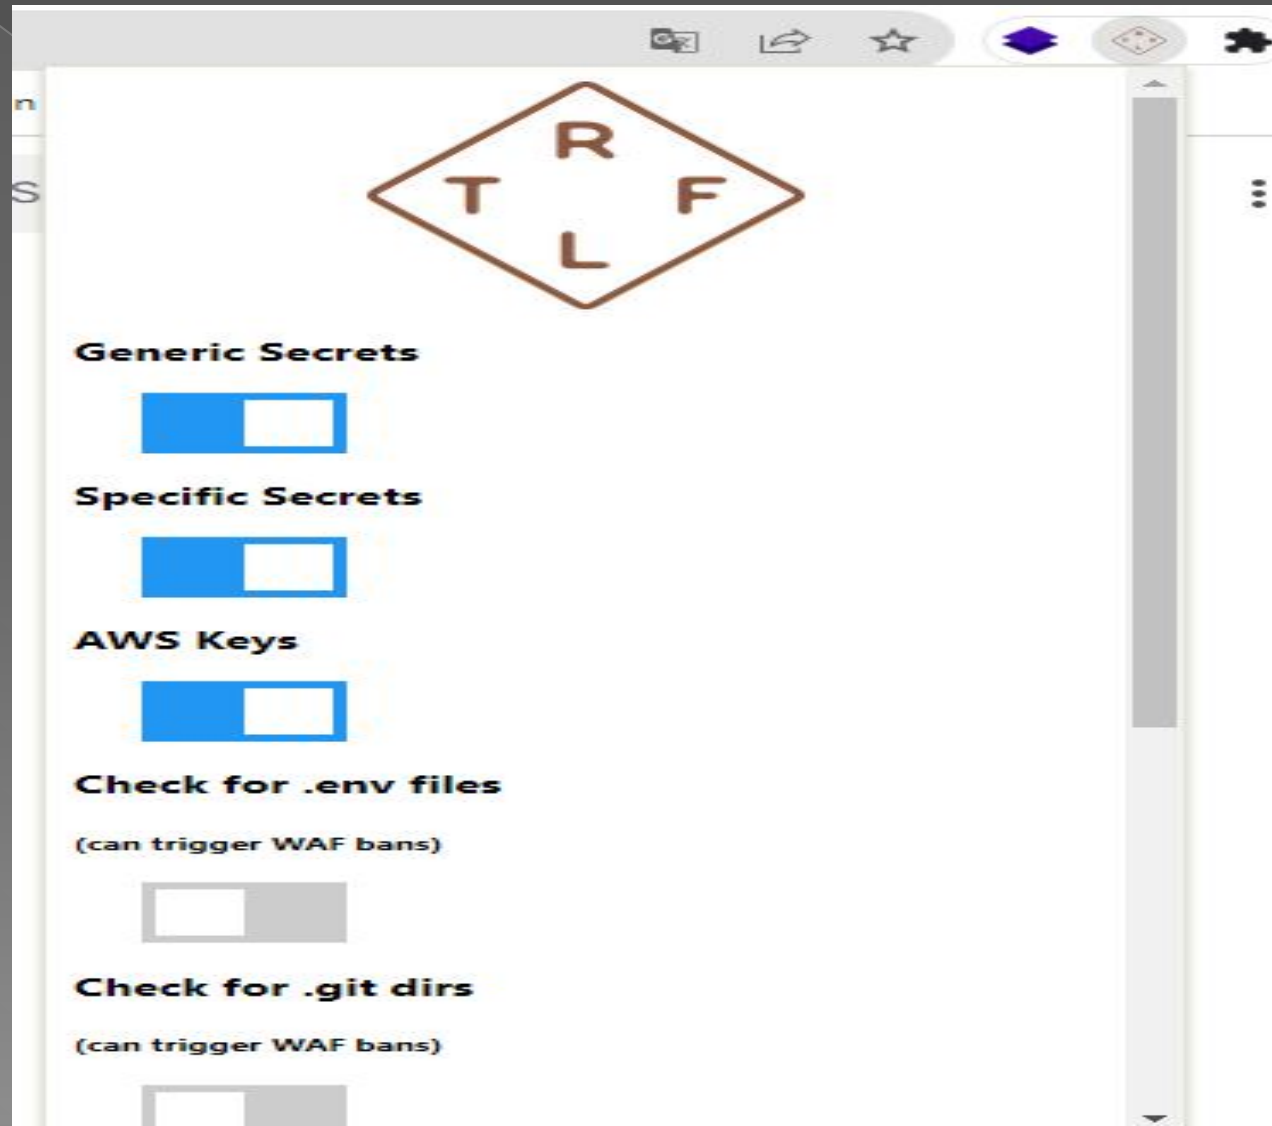 n
S
R
T F
L
Generic Secrets
Specific Secrets
AWS Keys
Check for .env files
(can trigger WAF bans)
Check for .git dirs
(can trigger WAF bans)